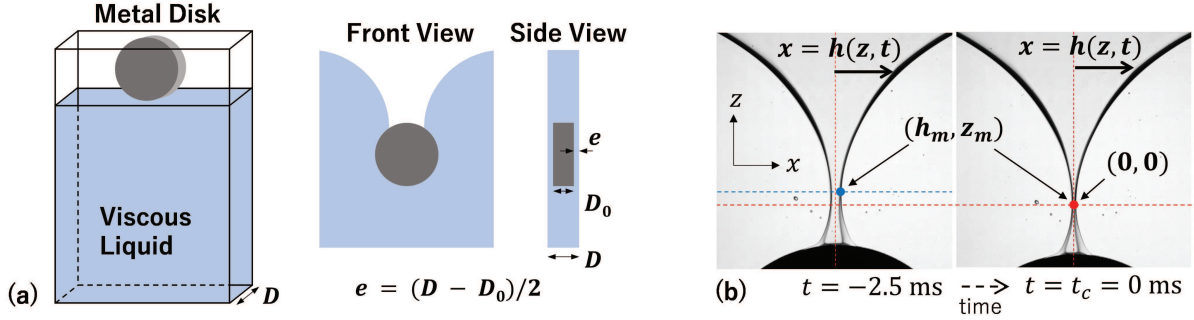 Metal Disk
Front View
Side View
e
D₀
D
Viscous
Liquid
D
(a)
e = (D − D₀)/2
x = h(z, t)
x = h(z, t)
z
x
(hₘ, zₘ)
(0, 0)
(b)
t = −2.5 ms
time
t = t_c = 0 ms